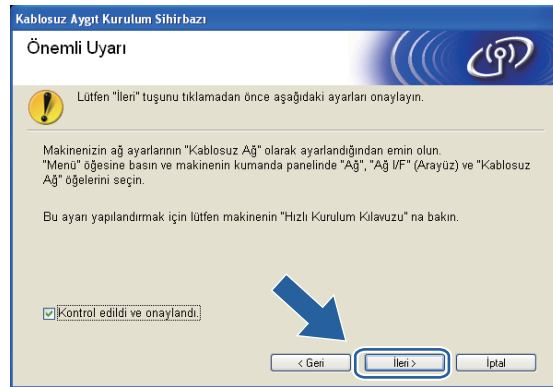 Kablosuz Aygıt Kurulum Sihirbazı
Önemli Uyarı
Lütfen "İleri" tuşunu tıklamadan önce aşağıdaki ayarları onaylayın.
Makinenizin ağ ayarlarının "Kablosuz Ağ" olarak ayarlandığından emin olun.
"Menü" öğesine basın ve makinenin kumanda panelinde "Ağ", "Ağ I/F" (Arayüz) ve "Kablosuz
Ağ" öğelerini seçin.
Bu ayarı yapılandırmak için lütfen makinenin "Hızlı Kurulum Kılavuzu" na bakın.
Kontrol edildi ve onaylandı.
< Geri
İleri >
İptal